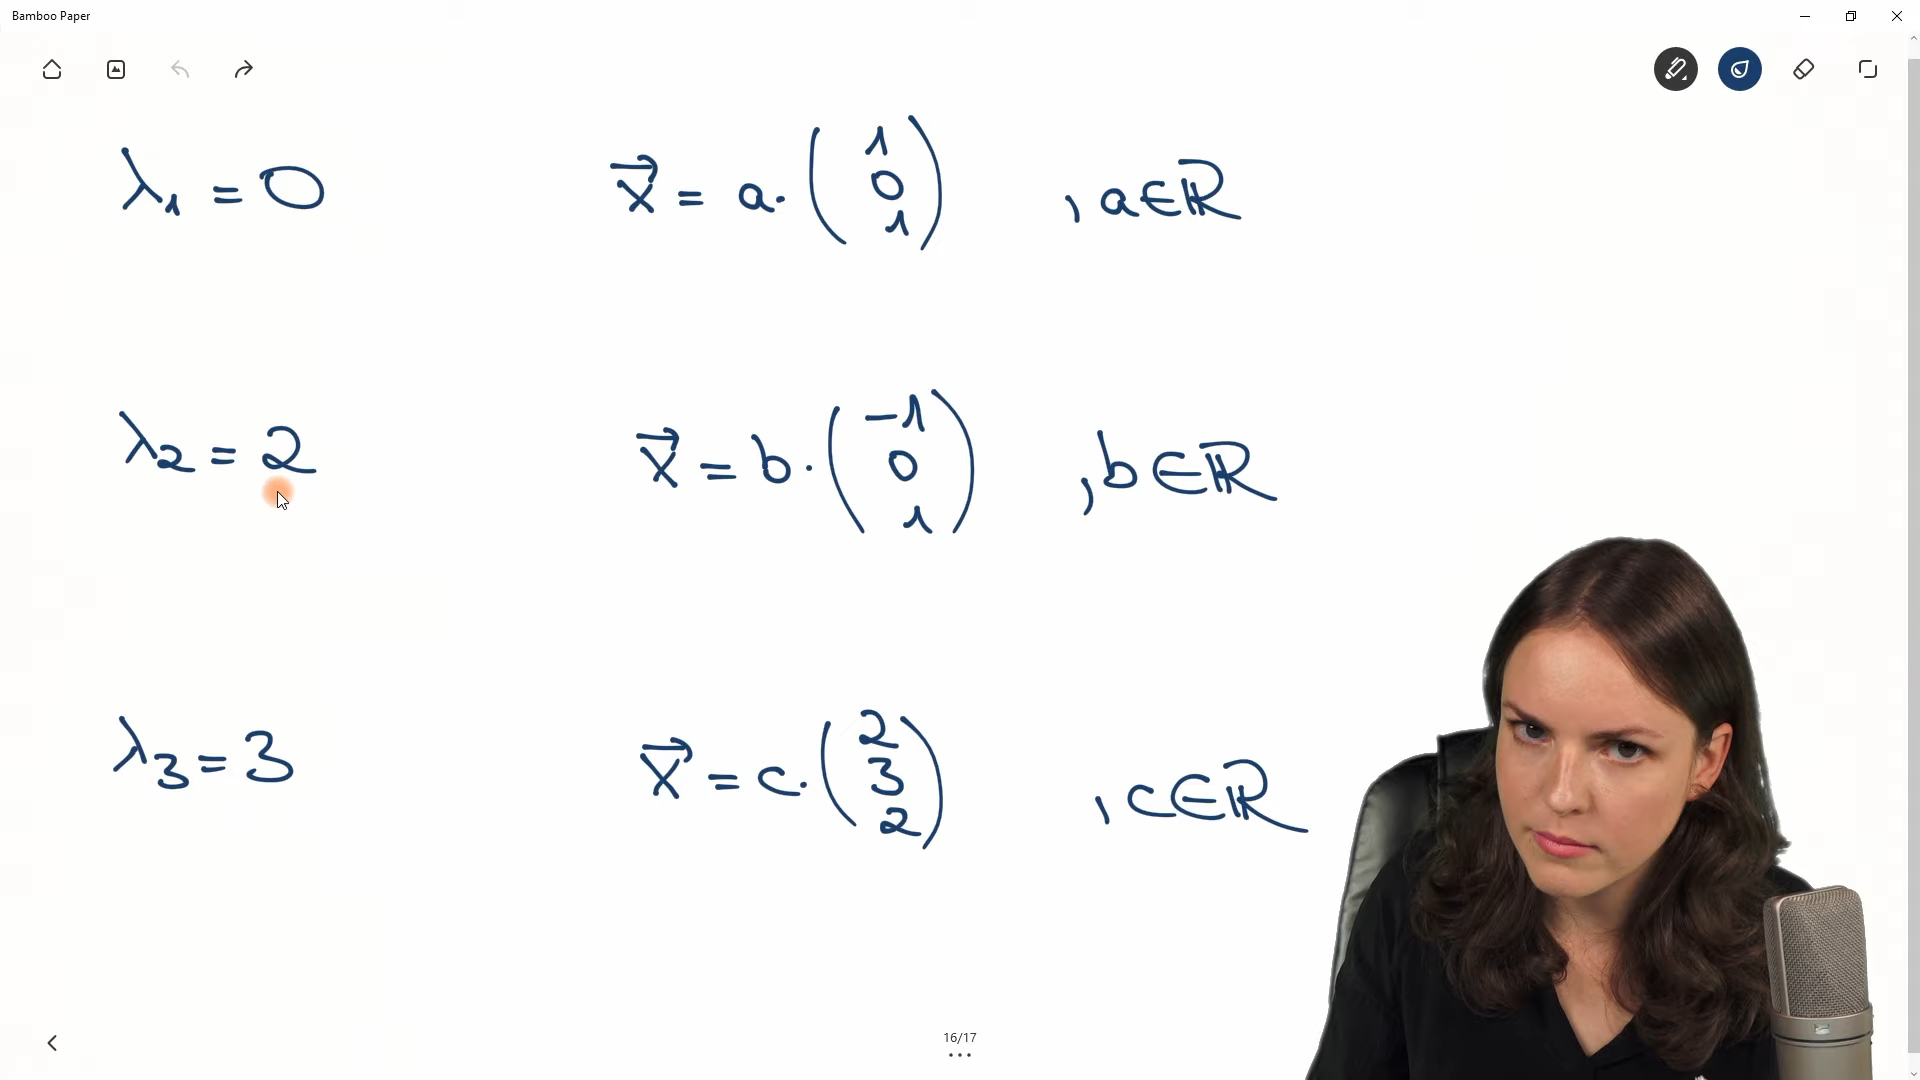 Bamboo Paper
λ₁ = 0 x⃗ = a · (1 0 1) , a ∈ ℝ
λ₂ = 2 x⃗ = b · (-1 0 1) , b ∈ ℝ
λ₃ = 3 x⃗ = c · (2 3 2) , c ∈ ℝ
16/17